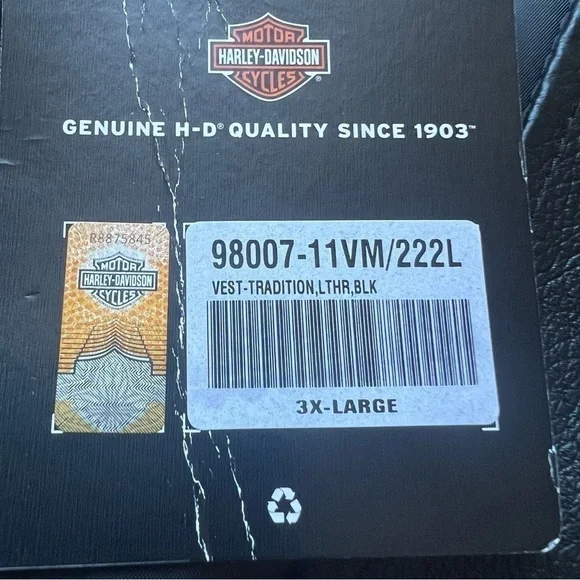 MOTOR
HARLEY-DAVIDSON
CYCLES
®
GENUINE H-D® QUALITY SINCE 1903™
R8875845
MOTOR
HARLEY-DAVIDSON
CYCLES
98007-11VM/222L
VEST-TRADITION,LTHR,BLK
3X-LARGE